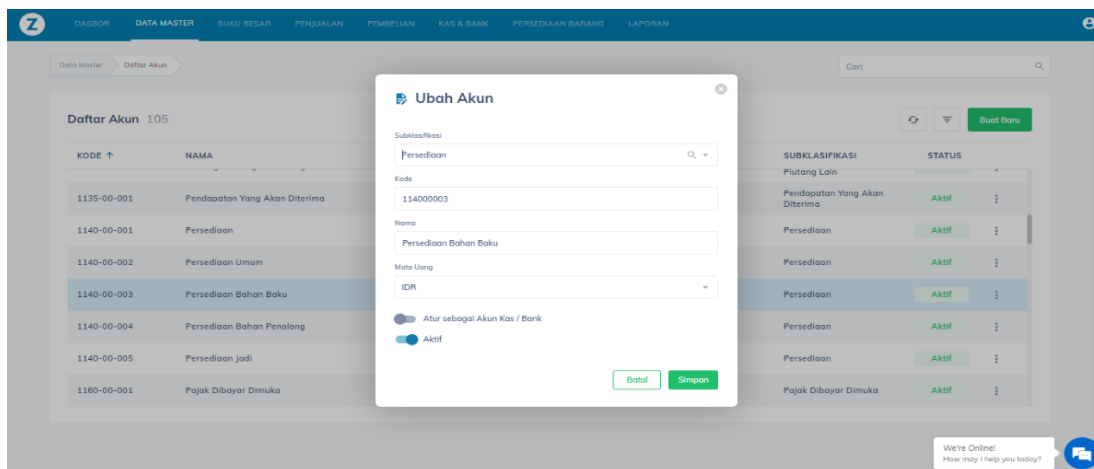 Z DASBOR DATA MASTER BUKU BESAR PENJUALAN PEMBELIAN KAS & BANK PERSEDIAAN BARANG LAPORAN
Data Master Daftar Akun Cari
Ubah Akun
Daftar Akun 105 Buat Baru
Subklasifikasi
Persediaan
KODE NAMA SUBKLASIFIKASI STATUS
Piutang Lain
Kode
1135-00-001 Pendapatan Yang Akan Diterima 114000003 Pendapatan Yang Akan Diterima Aktif
Nama
1140-00-001 Persediaan Persediaan Aktif
Persediaan Bahan Baku
1140-00-002 Persediaan Umum Persediaan Aktif
Mata Uang
IDR
1140-00-003 Persediaan Bahan Baku Persediaan Aktif
Atur sebagai Akun Kas / Bank
1140-00-004 Persediaan Bahan Penolong Persediaan Aktif
Aktif
1140-00-005 Persediaan Jadi Persediaan Aktif
Batal Simpan
1160-00-001 Pajak Dibayar Dimuka Pajak Dibayar Dimuka Aktif
We're Online!
How may I help you today?